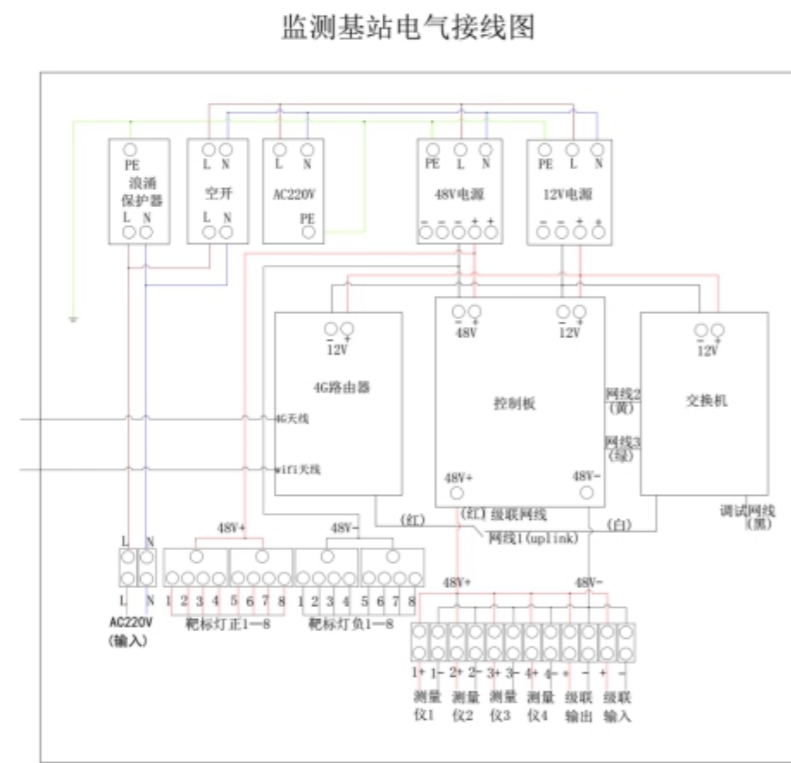 监测基站电气接线图
PE
浪涌
保护器
L N
L N
空开
L N
AC220V
PE
PE L N
48V电源
- - - + +
PE L N
12V电源
- - + +
- +
12V
4G路由器
4G天线
wifi天线
- +
48V
- +
12V
控制板
48V+
48V-
网线2
(黄)
网线3
(绿)
- +
12V
交换机
调试网线
(黑)
(红)
(红)
级联网线
网线1(uplink)
(白)
L N
L N
AC220V
(输入)
48V+
1 2 3 4 5 6 7 8
靶标灯正1—8
48V-
1 2 3 4 5 6 7 8
靶标灯负1—8
48V+
48V-
1+ 1- 2+ 2- 3+ 3- 4+ 4- + - + -
测量 测量 测量 测量 级联 级联
仪1 仪2 仪3 仪4 输出 输入